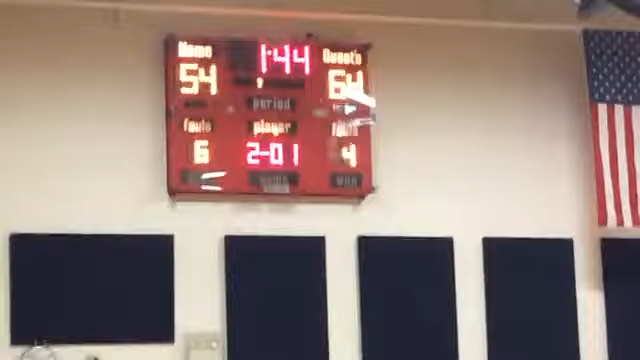 Home 1:44 Guests
54 64
period
fouls player fouls
6 2-01 4